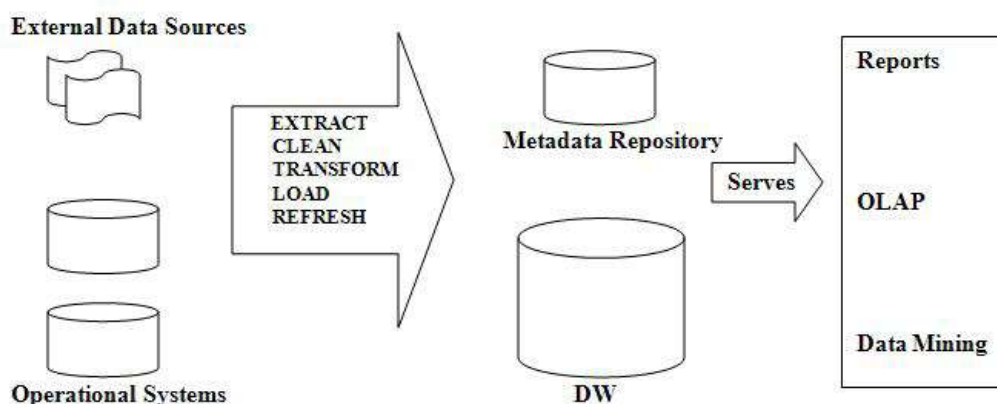 External Data Sources
EXTRACT
CLEAN
TRANSFORM
LOAD
REFRESH
Operational Systems
Metadata Repository
DW
Serves
Reports
OLAP
Data Mining